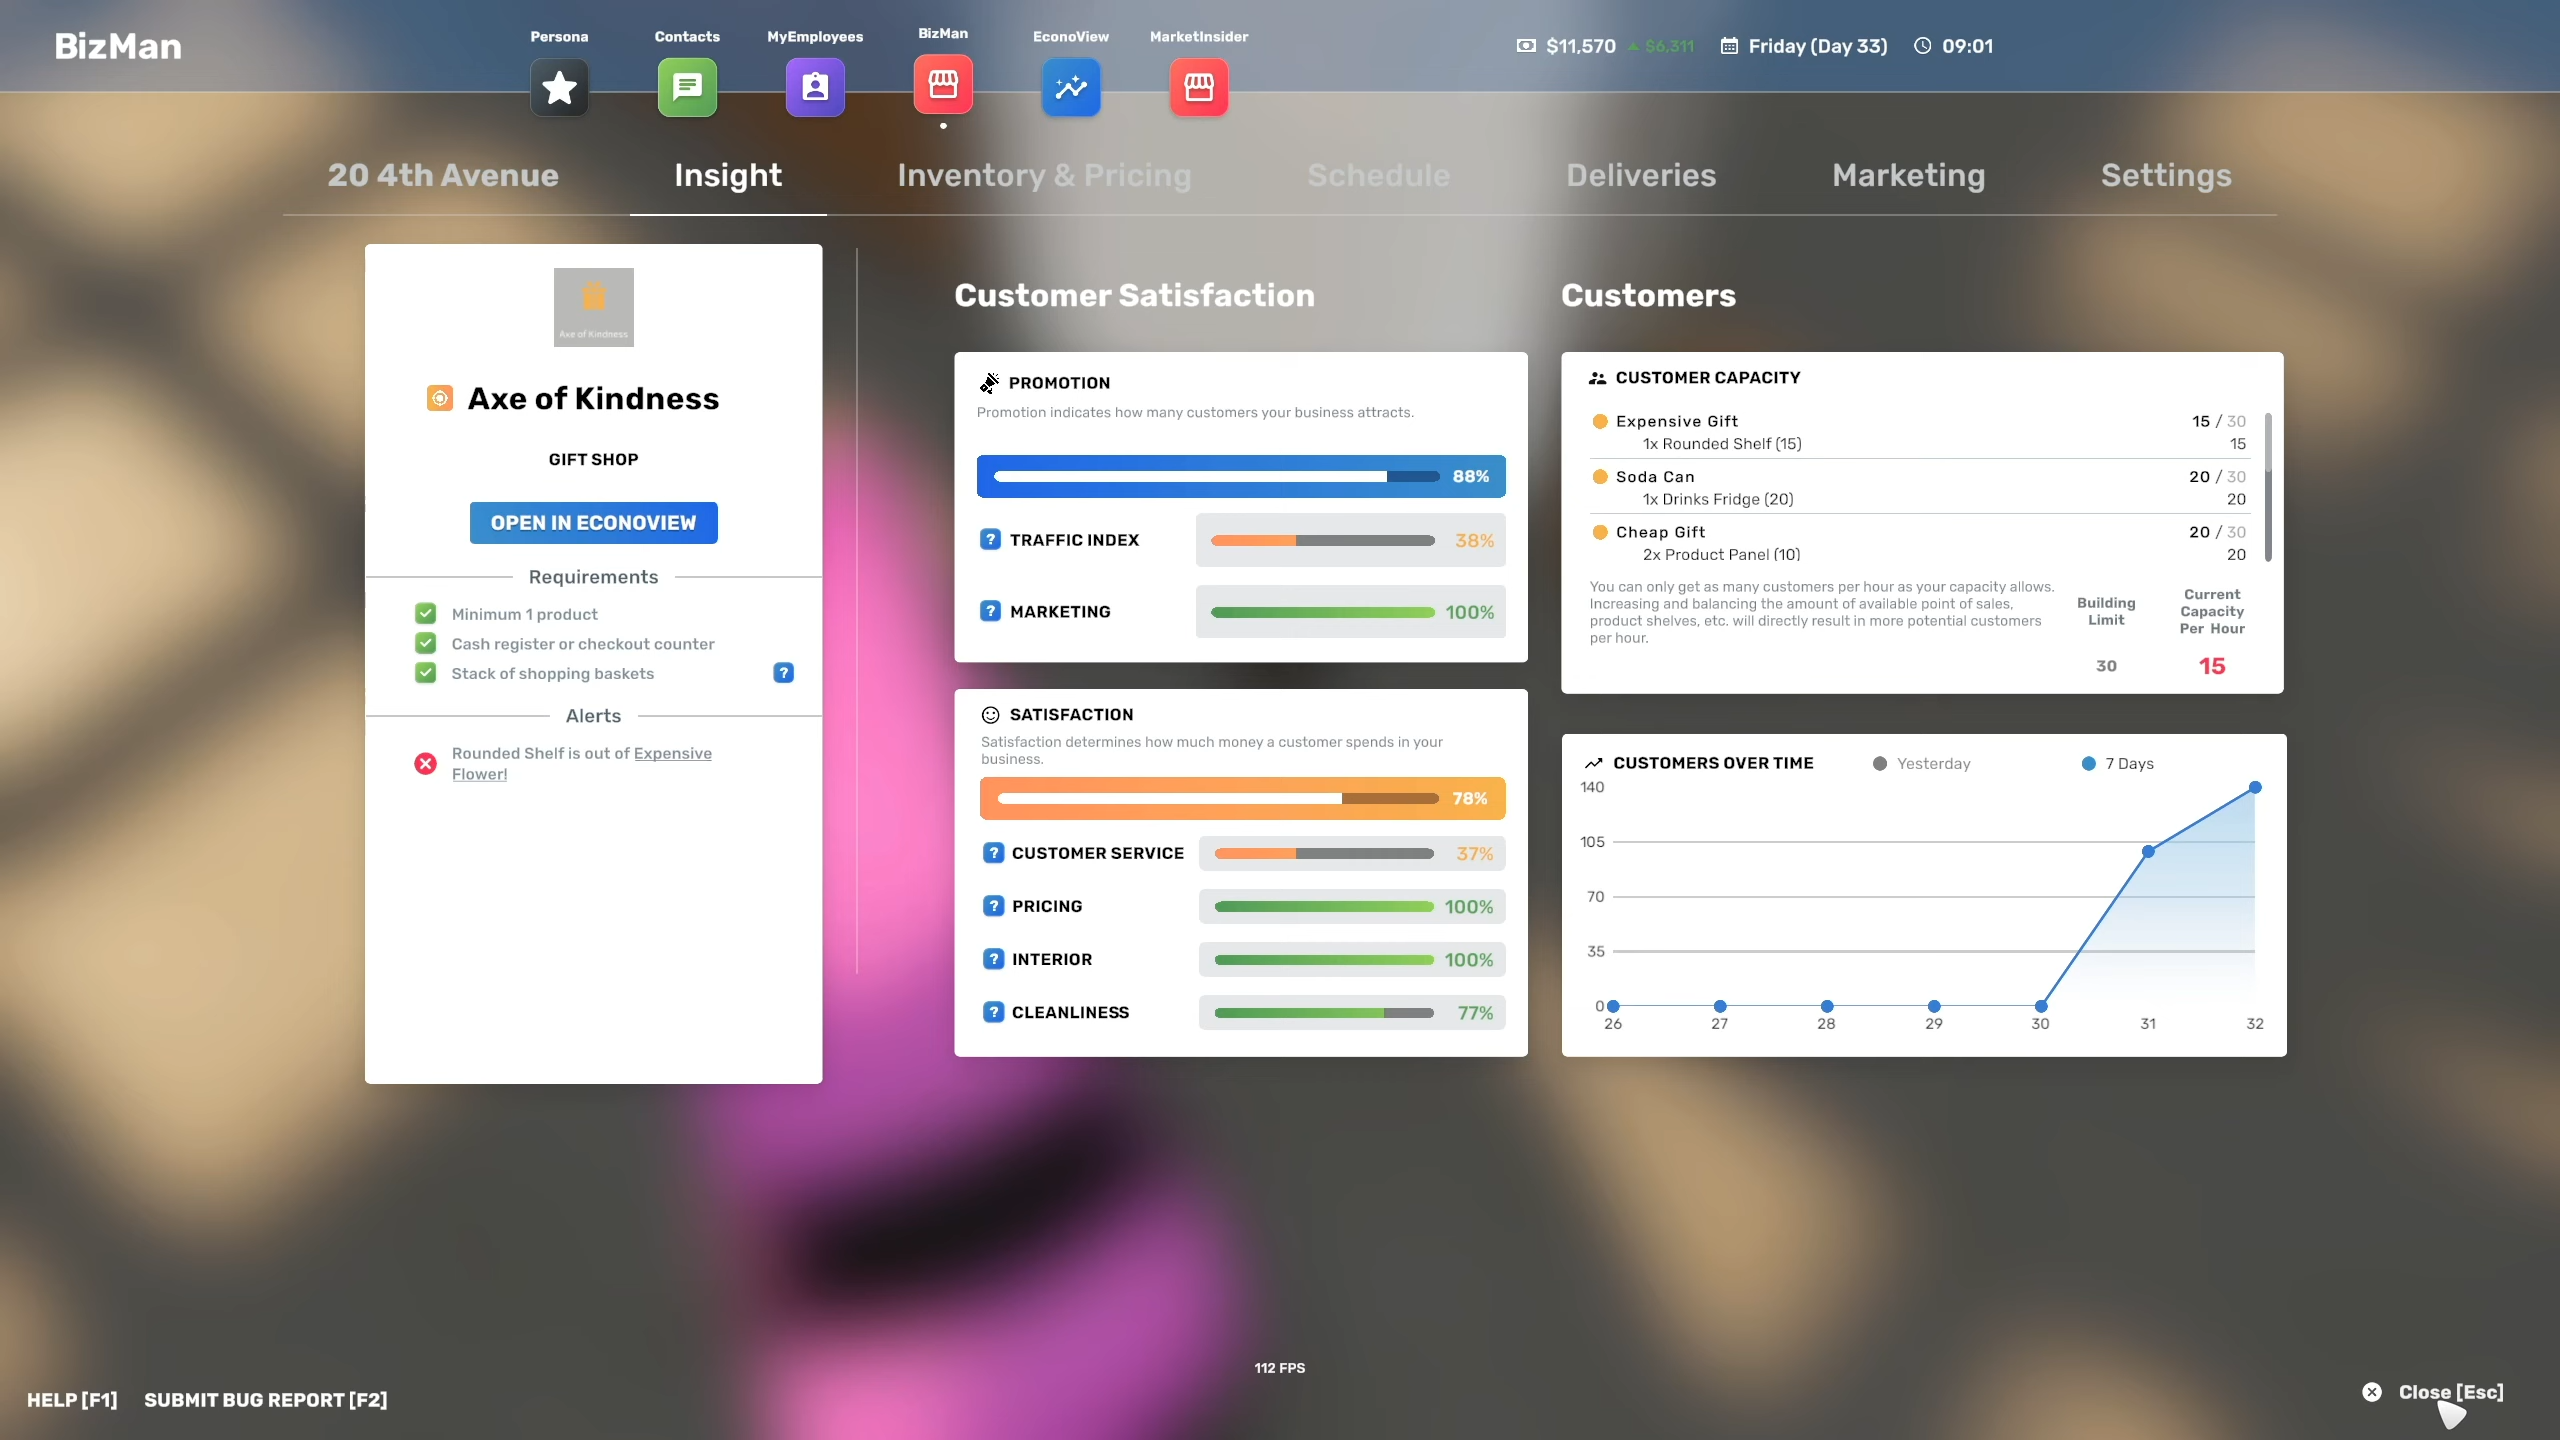 BizMan
Persona
Contacts
MyEmployees
BizMan
EconoView
MarketInsider
$11,570
$6,311
Friday (Day 33)
09:01
20 4th Avenue
Insight
Inventory & Pricing
Schedule
Deliveries
Marketing
Settings
Axe of Kindness
Axe of Kindness
GIFT SHOP
OPEN IN ECONOVIEW
Requirements
Minimum 1 product
Cash register or checkout counter
Stack of shopping baskets
?
Alerts
Rounded Shelf is out of Expensive
Flower!
Customer Satisfaction
PROMOTION
Promotion indicates how many customers your business attracts.
88%
? TRAFFIC INDEX 38%
? MARKETING 100%
SATISFACTION
Satisfaction determines how much money a customer spends in your
business.
78%
? CUSTOMER SERVICE 37%
? PRICING 100%
? INTERIOR 100%
? CLEANLINESS 77%
Customers
CUSTOMER CAPACITY
Expensive Gift 15 / 30
1x Rounded Shelf (15) 15
Soda Can 20 / 30
1x Drinks Fridge (20) 20
Cheap Gift 20 / 30
2x Product Panel (10) 20
You can only get as many customers per hour as your capacity allows.
Increasing and balancing the amount of available point of sales,
product shelves, etc. will directly result in more potential customers
per hour.
Building
Limit
30
Current
Capacity
Per Hour
15
CUSTOMERS OVER TIME
Yesterday
7 Days
140
105
70
35
0
26 27 28 29 30 31 32
112 FPS
HELP [F1]
SUBMIT BUG REPORT [F2]
Close [Esc]